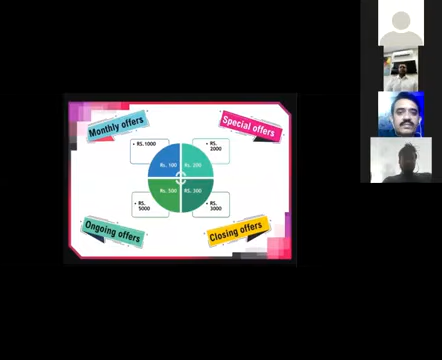 Monthly offers
Special offers
• RS. 1000
• RS.
2000
RS. 100
RS. 200
RS. 500
RS. 300
• RS.
5000
• RS.
3000
Ongoing offers
Closing offers